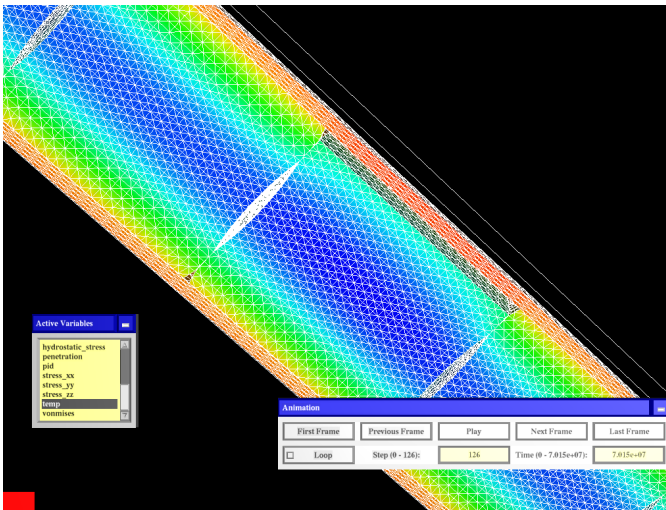 Active Variables
hydrostatic_stress
penetration
pid
stress_xx
stress_yy
stress_zz
temp
vonmises
Animation
First Frame Previous Frame Play Next Frame Last Frame
Loop Step (0 - 126): 126 Time (0 - 7.015e+07): 7.015e+07